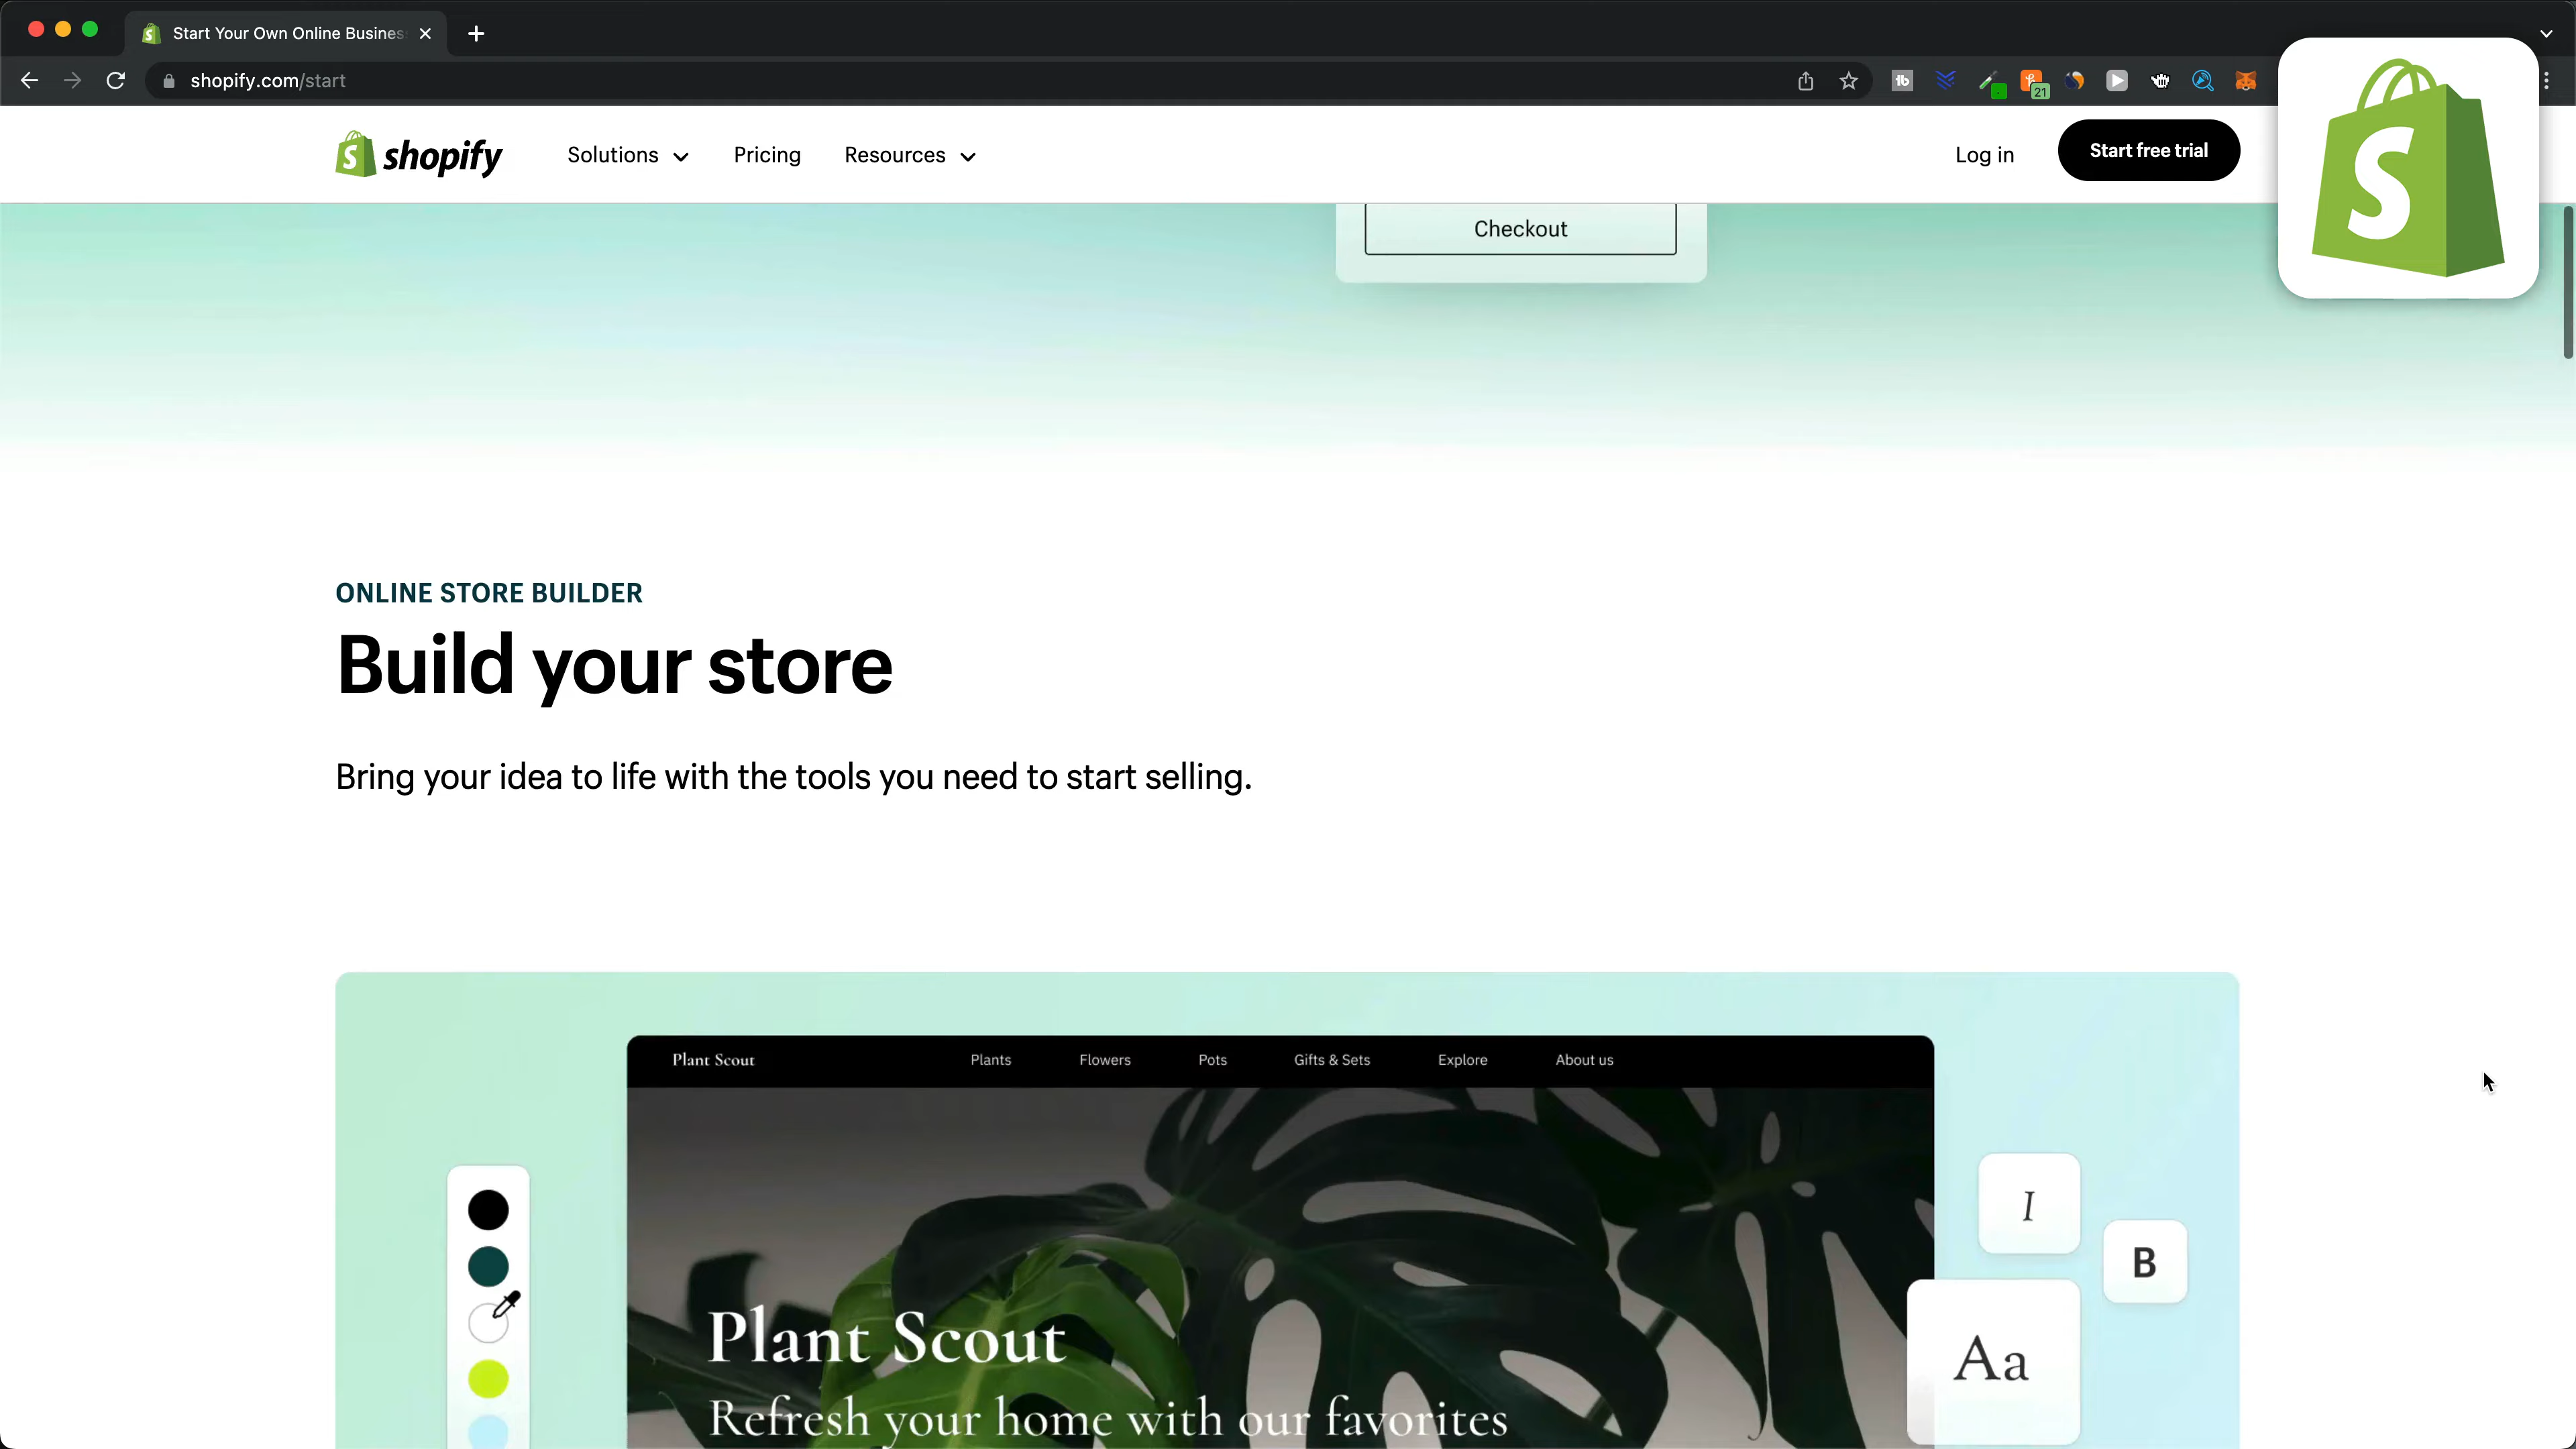 Start Your Own Online Busines
shopify.com/start
21
shopify
Solutions
Pricing
Resources
Log in
Start free trial
Checkout
ONLINE STORE BUILDER
Build your store
Bring your idea to life with the tools you need to start selling.
Plant Scout
Plants
Flowers
Pots
Gifts & Sets
Explore
About us
I
B
Aa
Plant Scout
Refresh your home with our favorites